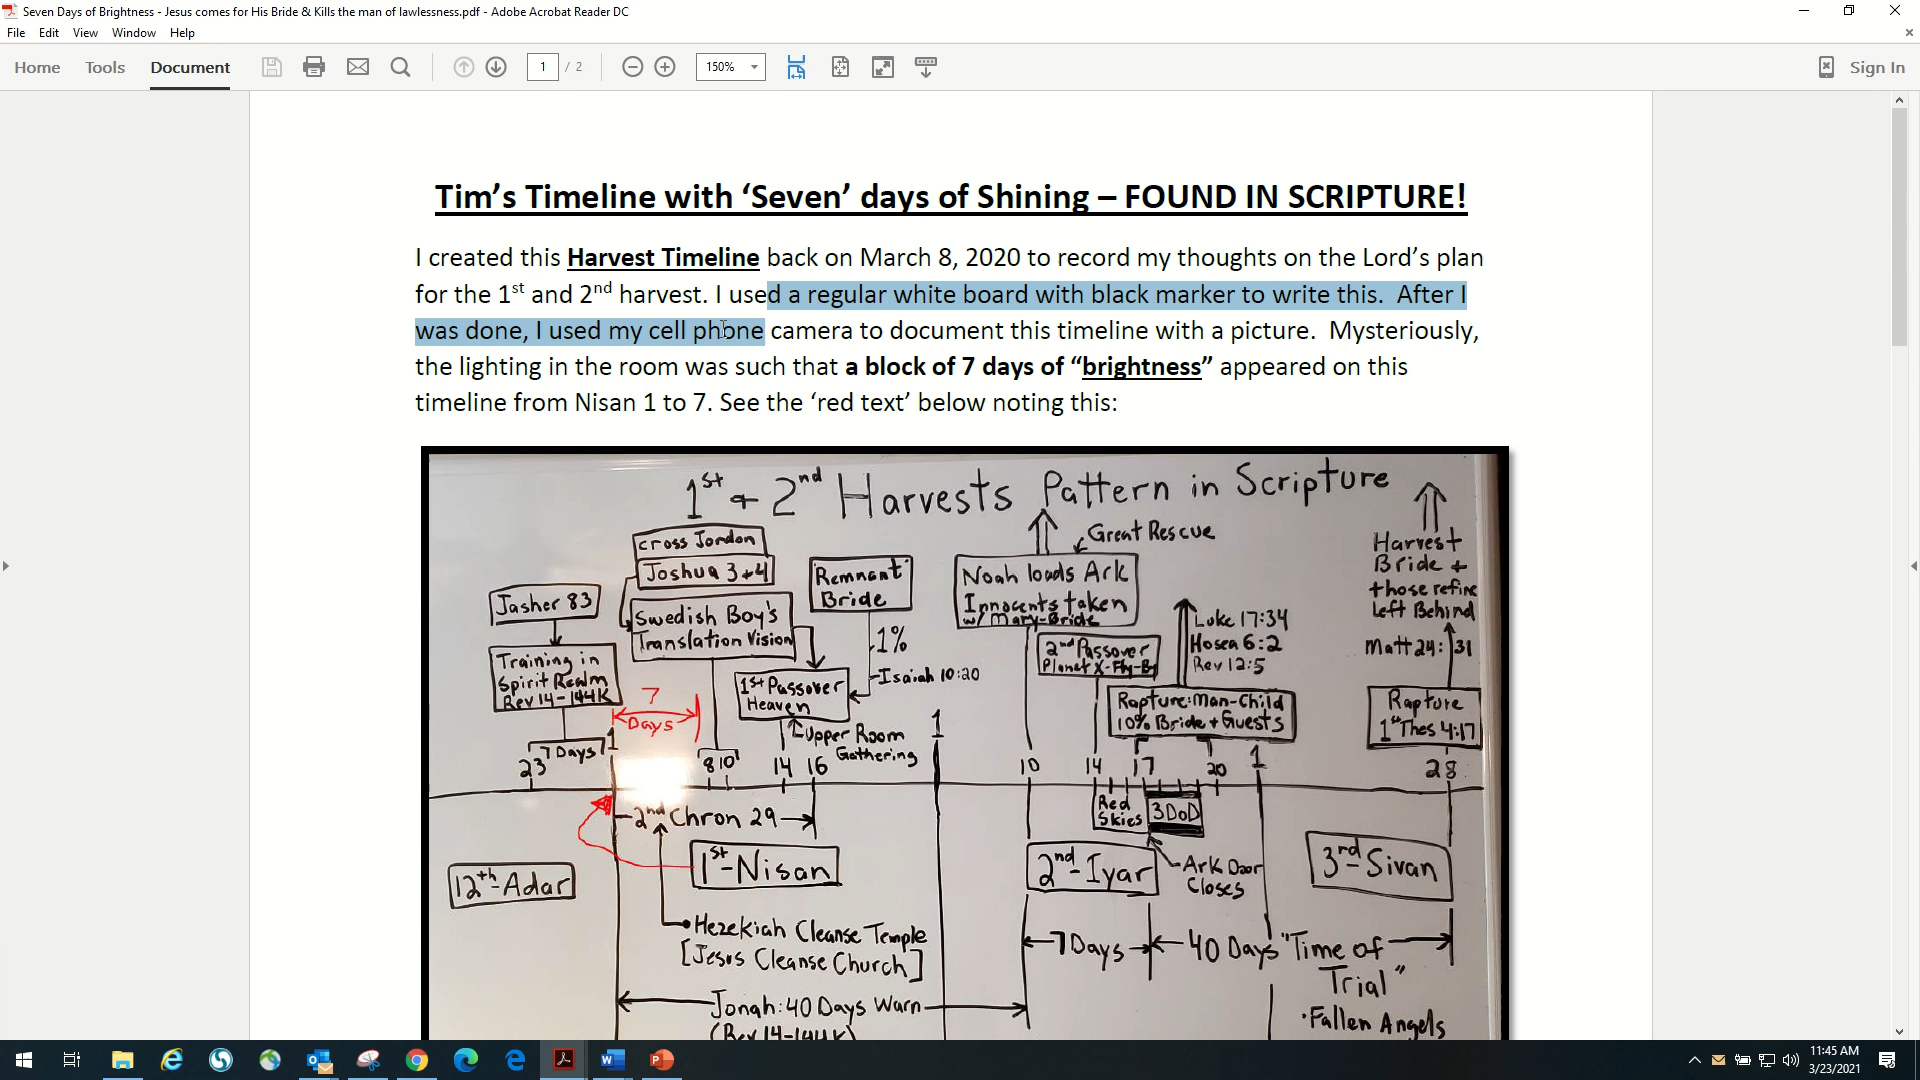 Seven Days of Brightness - Jesus comes for His Bride & Kills the man of lawlessness.pdf - Adobe Acrobat Reader DC
File Edit View Window Help
Home Tools Document 1 / 2 150% Sign In
Tim's Timeline with 'Seven' days of Shining – FOUND IN SCRIPTURE!
I created this Harvest Timeline back on March 8, 2020 to record my thoughts on the Lord's plan
for the 1st and 2nd harvest. I used a regular white board with black marker to write this. After I
was done, I used my cell phone camera to document this timeline with a picture. Mysteriously,
the lighting in the room was such that a block of 7 days of "brightness" appeared on this
timeline from Nisan 1 to 7. See the 'red text' below noting this:
1st + 2nd Harvests Pattern in Scripture
Great Rescue
Cross Jordon
Joshua 3+4
Jasher 83
Swedish Boy's
Translation Vision
Remnant
Bride
1%
Isaiah 10:20
Noah loads Ark
Innocents taken
w/ Mary-Bride
2nd Passover
Planet X-Fly-By
Luke 17:34
Hosea 6:2
Rev 12:5
Harvest
Bride +
those refine
Left Behind
Matt 24:31
Training in
Spirit Realm
Rev 14-144K
7
Days
1st Passover
Heaven
Upper Room
Gathering
Rapture: Man-Child
10% Bride + Guests
Rapture
1st Thes 4:17
23 7 Days 1 8 10 14 16 1 10 14 17 20 1 28
2nd Chron 29
Red
Skies
3DoD
12th-Adar
1st-Nisan
2nd-Iyar
Ark Door
Closes
3rd-Sivan
Hezekiah Cleanse Temple
[Jesus Cleanse Church]
7 Days
40 Days "Time of
Trial"
Jonah: 40 Days Warn
(Rev 14-144K)
·Fallen Angels
11:45 AM
3/23/2021